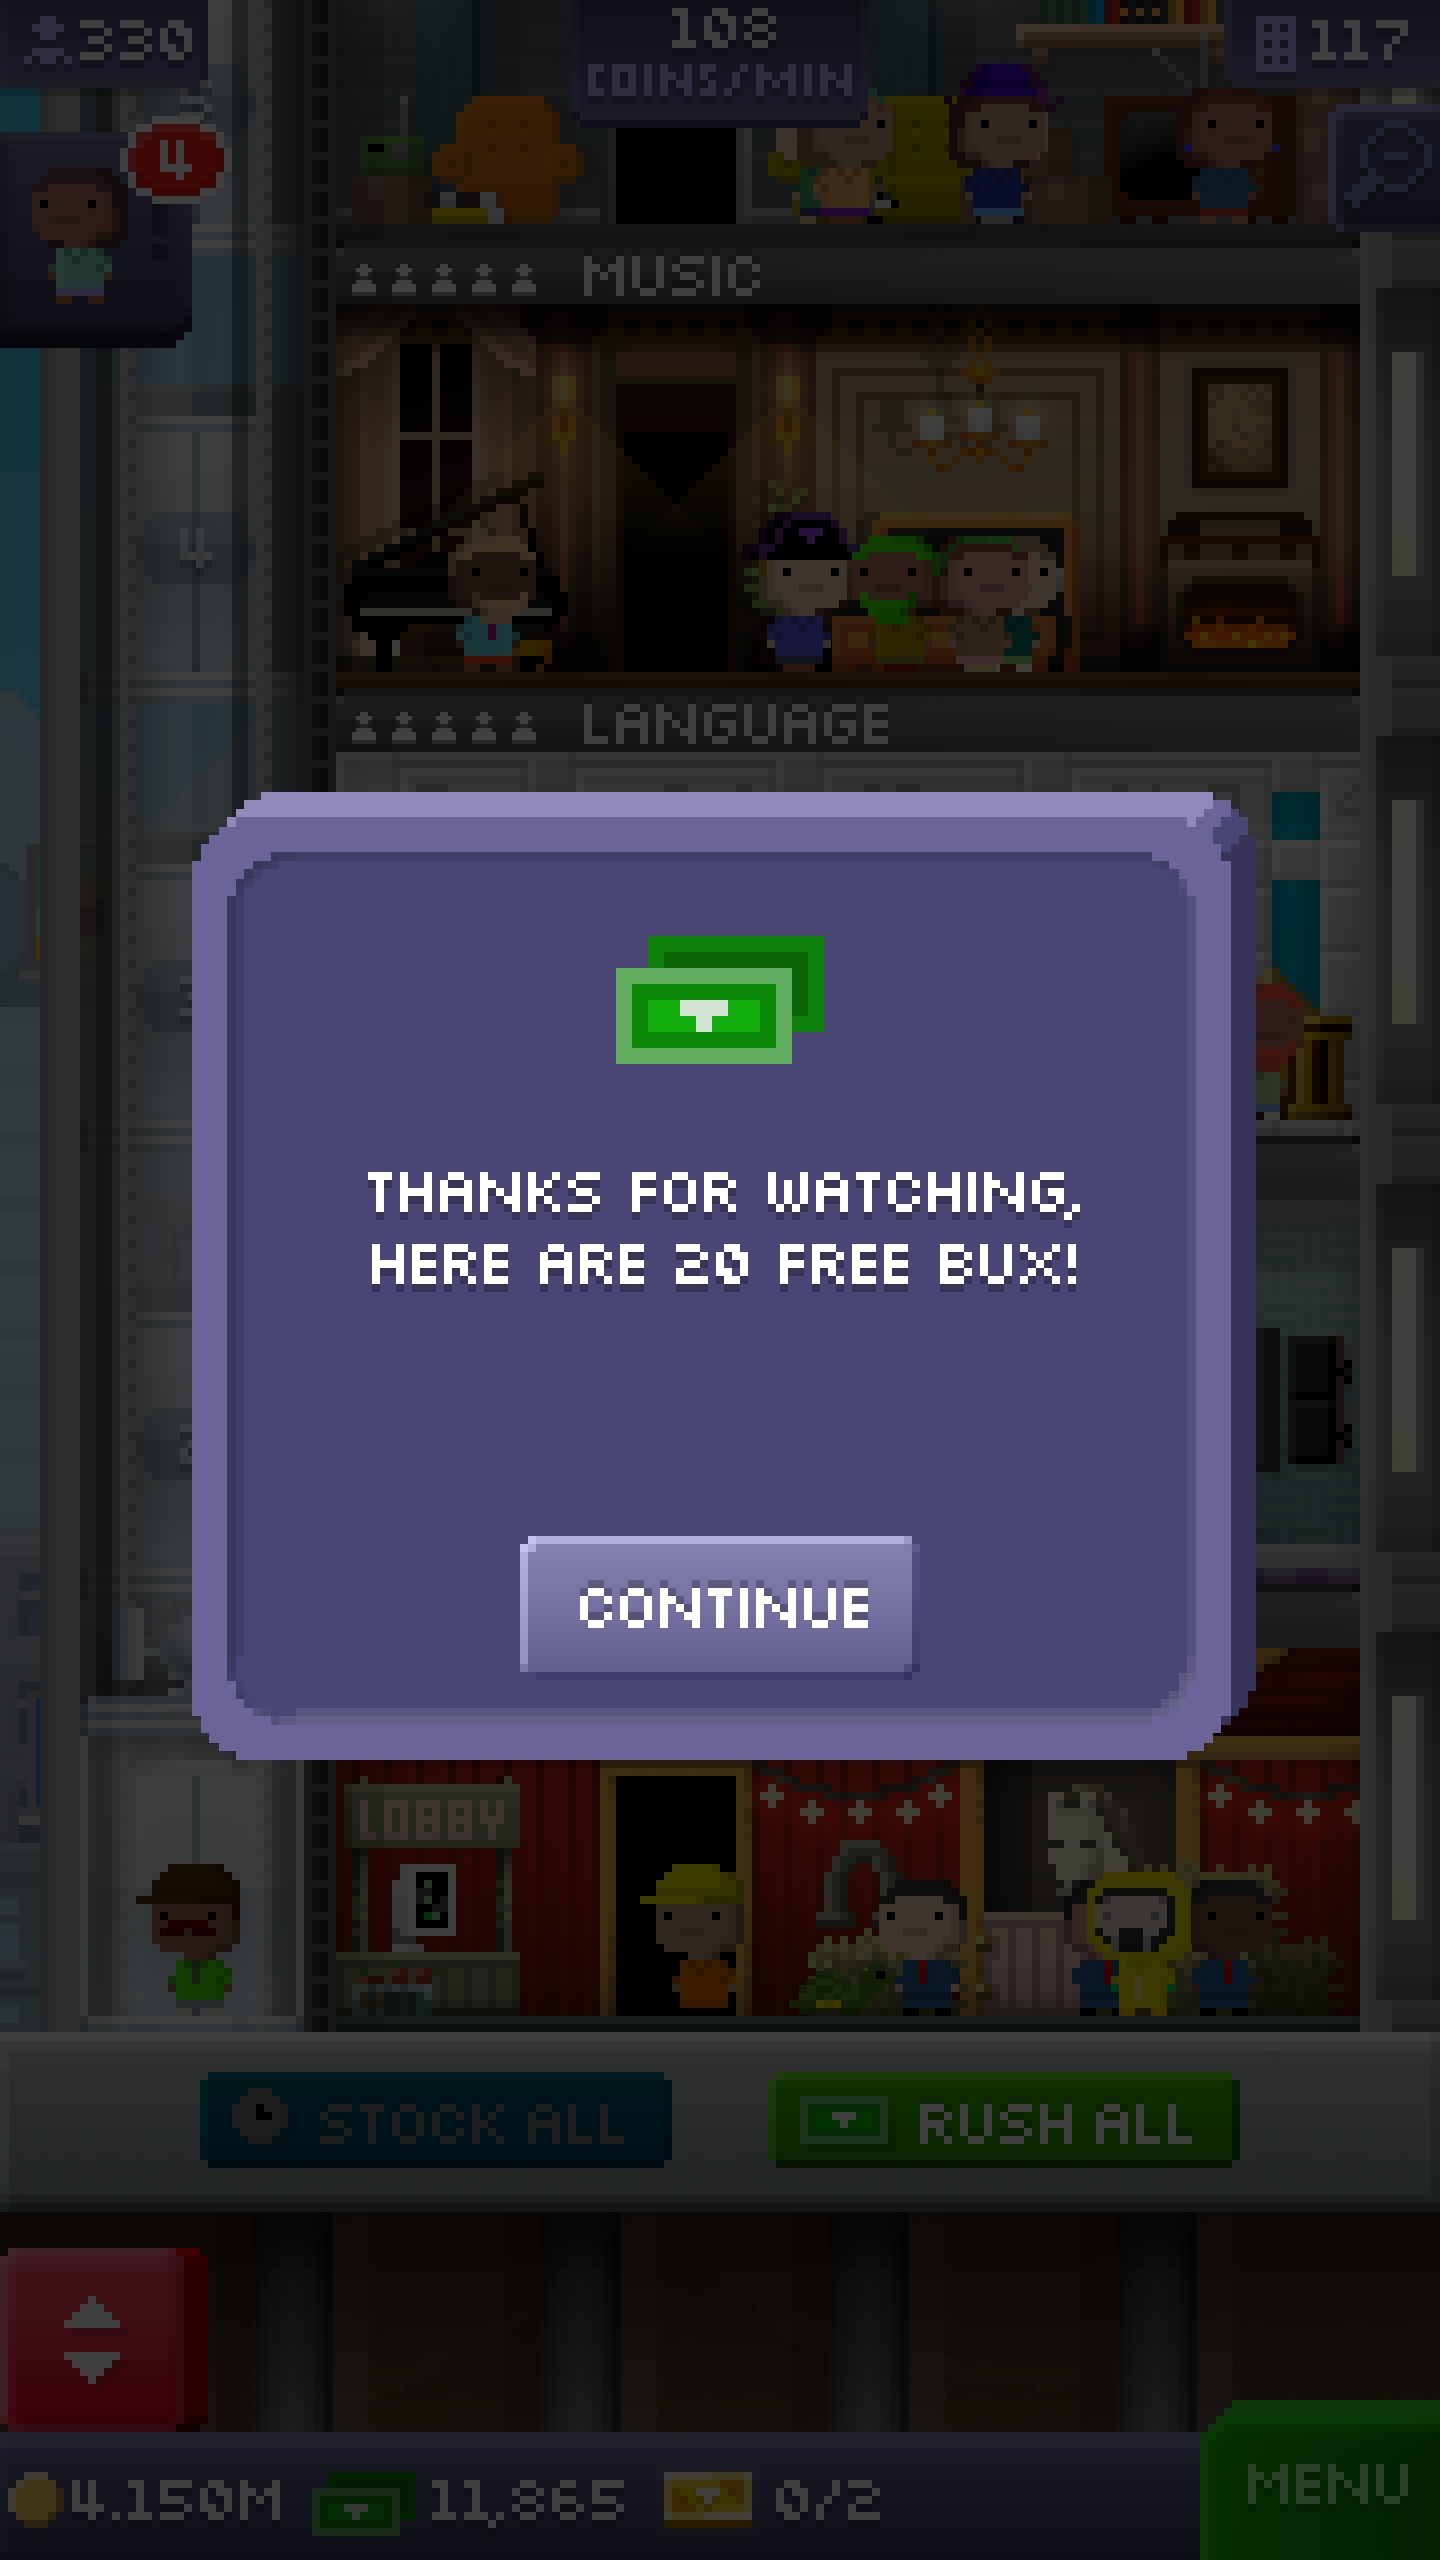 330
108
COINS/MIN
117
4
MUSIC
4
LANGUAGE
THANKS FOR WATCHING,
HERE ARE 20 FREE BUX!
CONTINUE
LOBBY
STOCK ALL
RUSH ALL
4.150M
11,865
0/2
MENU